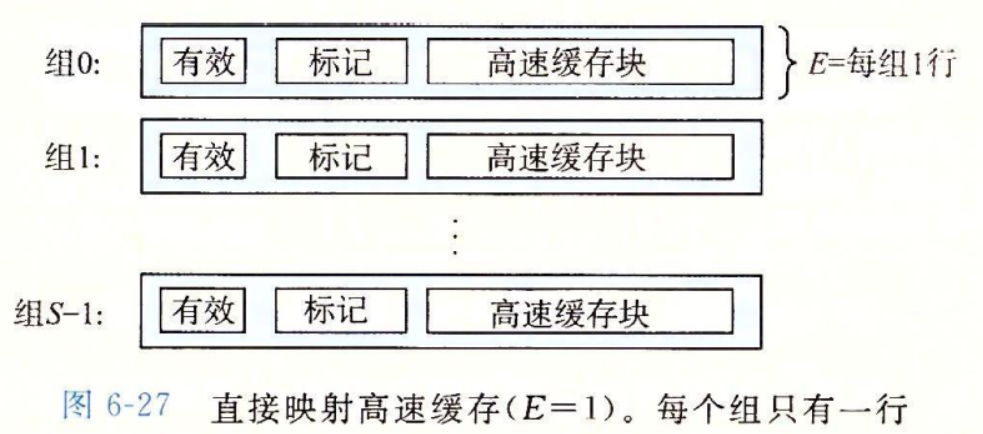 组0: 有效 标记 高速缓存块 E=每组1行
组1: 有效 标记 高速缓存块
⋮
组S-1: 有效 标记 高速缓存块
图 6-27 直接映射高速缓存(E=1)。每个组只有一行